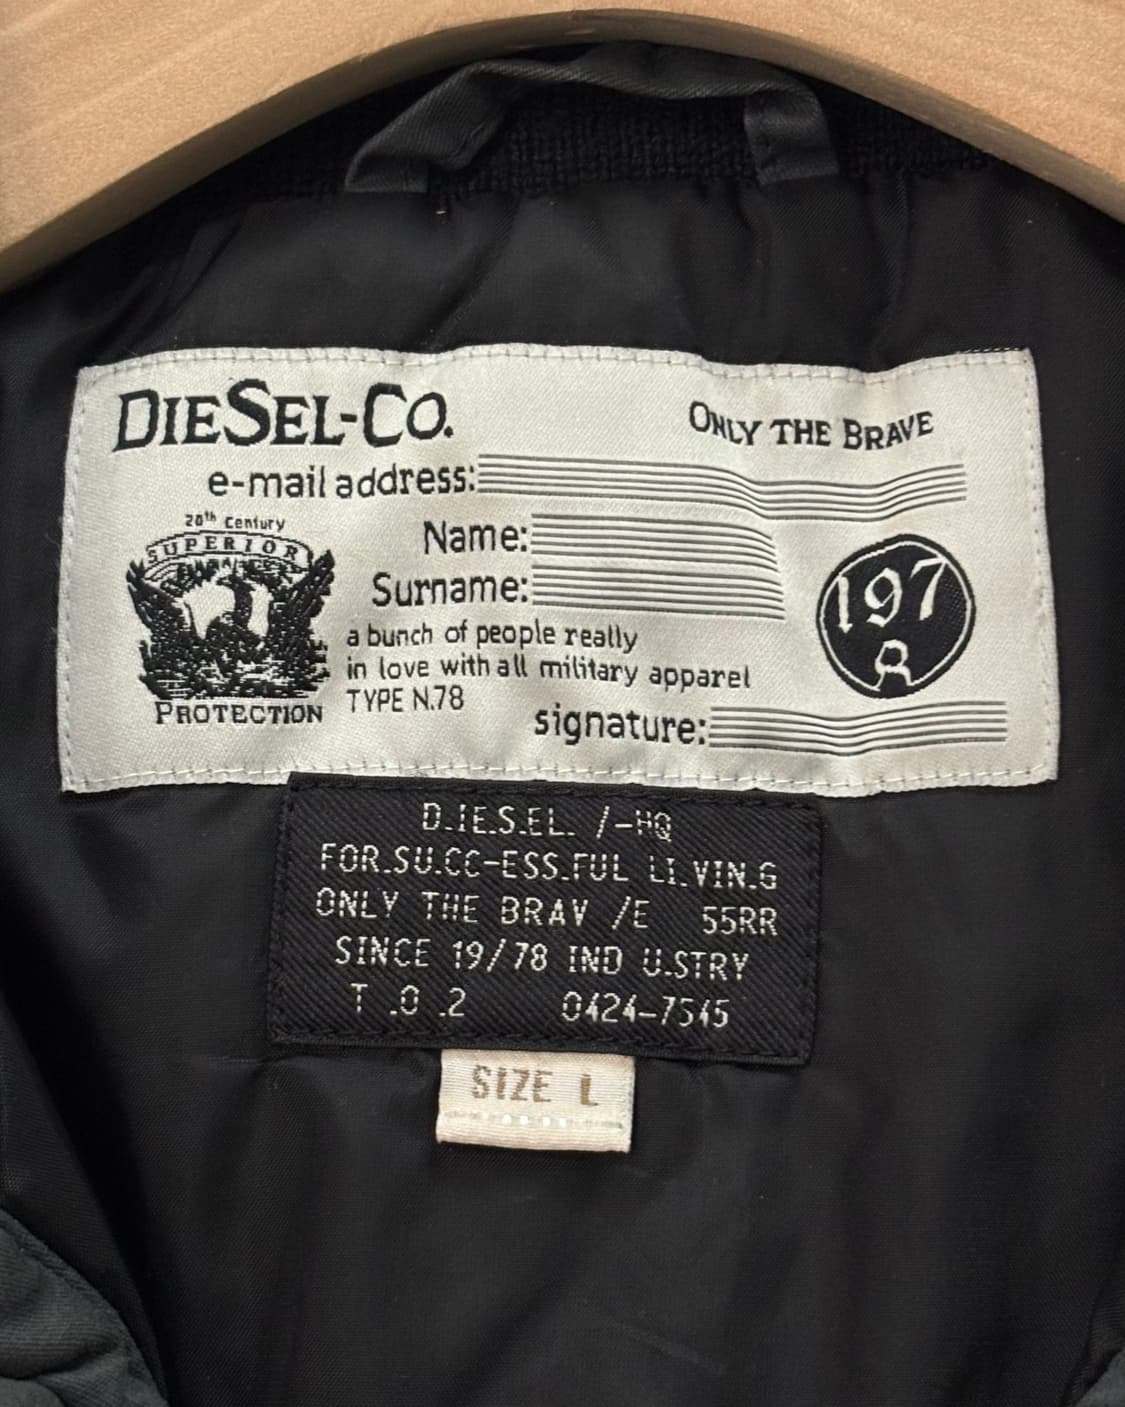 DIESEL-CO.
ONLY THE BRAVE
e-mail address:
20th Century
SUPERIOR
PROTECTION
Name:
Surname:
a bunch of people really
in love with all military apparel
TYPE N.78
signature:
197
8
D.IE.S.EL. /-HQ
FOR.SU.CC-ESS.FUL LI.VIN.G
ONLY THE BRAV /E 55RR
SINCE 19/78 IND U.STRY
T .O .2 0424-7545
SIZE L